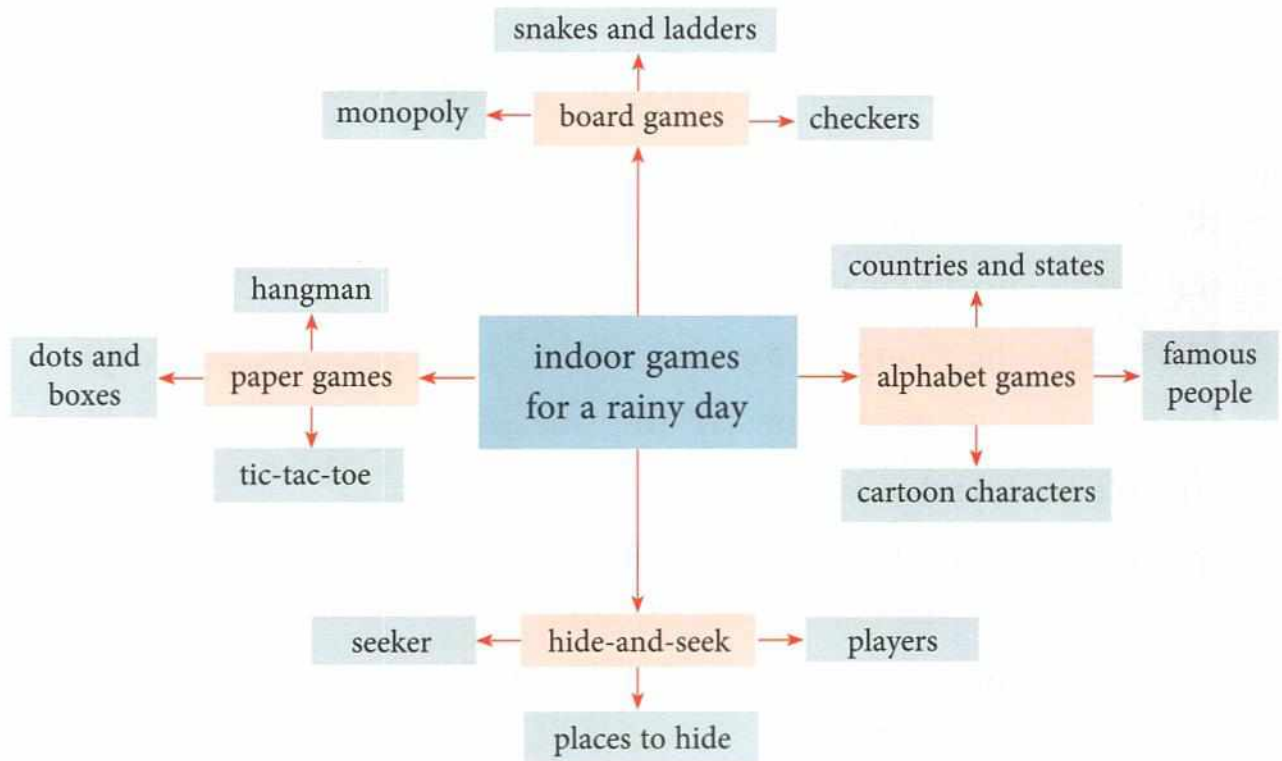 snakes and ladders
monopoly
board games
checkers
countries and states
hangman
dots and
boxes
paper games
indoor games
for a rainy day
alphabet games
famous
people
tic-tac-toe
cartoon characters
seeker
hide-and-seek
players
places to hide